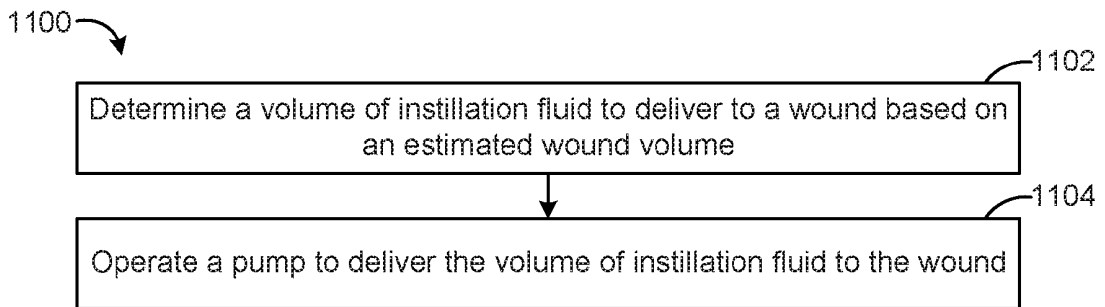 1100
1102
Determine a volume of instillation fluid to deliver to a wound based on
an estimated wound volume
1104
Operate a pump to deliver the volume of instillation fluid to the wound